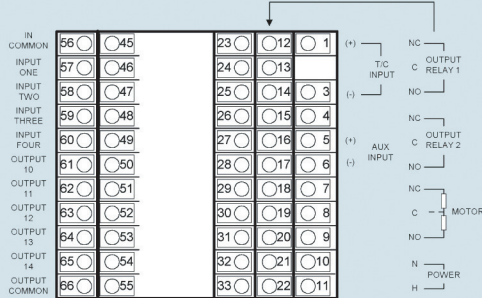 IN COMMON 56 45 23 12 1 (+) NC
INPUT ONE 57 46 24 13 T/C INPUT C OUTPUT RELAY 1
INPUT TWO 58 47 25 14 3 (-) NO
INPUT THREE 59 48 26 15 4 NC
INPUT FOUR 60 49 27 16 5 (+) AUX INPUT C OUTPUT RELAY 2
OUTPUT 10 61 50 28 17 6 (-) NO
OUTPUT 11 62 51 29 18 7 NC
OUTPUT 12 63 52 30 19 8 C MOTOR
OUTPUT 13 64 53 31 20 9 NO
OUTPUT 14 65 54 32 21 10 N POWER
OUTPUT COMMON 66 55 33 22 11 H